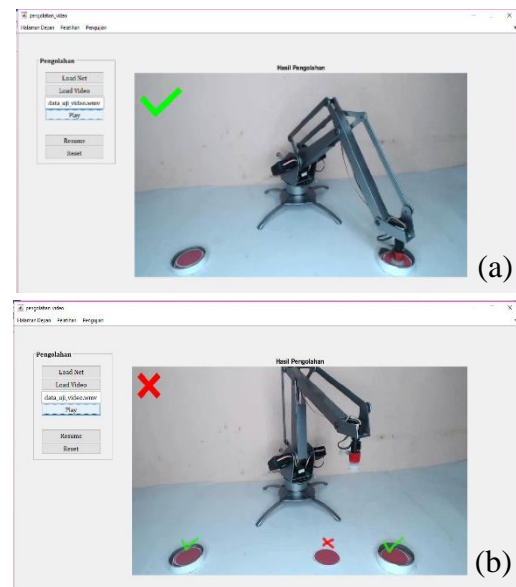 pengolahan_video
Halaman Depan Pelatihan Pengujian
Pengolahan
Load Net
Load Video
data_uji_video.wmv
Play
Resume
Reset
Hasil Pengolahan
(a)
pengolahan_video
Halaman Depan Pelatihan Pengujian
Pengolahan
Load Net
Load Video
data_uji_video.wmv
Play
Resume
Reset
Hasil Pengolahan
(b)